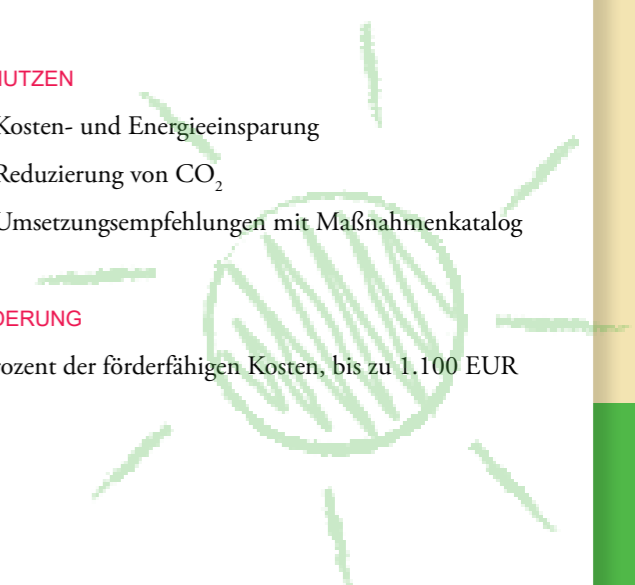 NUTZEN
Kosten- und Energieeinsparung
Reduzierung von CO₂
Umsetzungsempfehlungen mit Maßnahmenkatalog
DERUNG
rozent der förderfähigen Kosten, bis zu 1.100 EUR